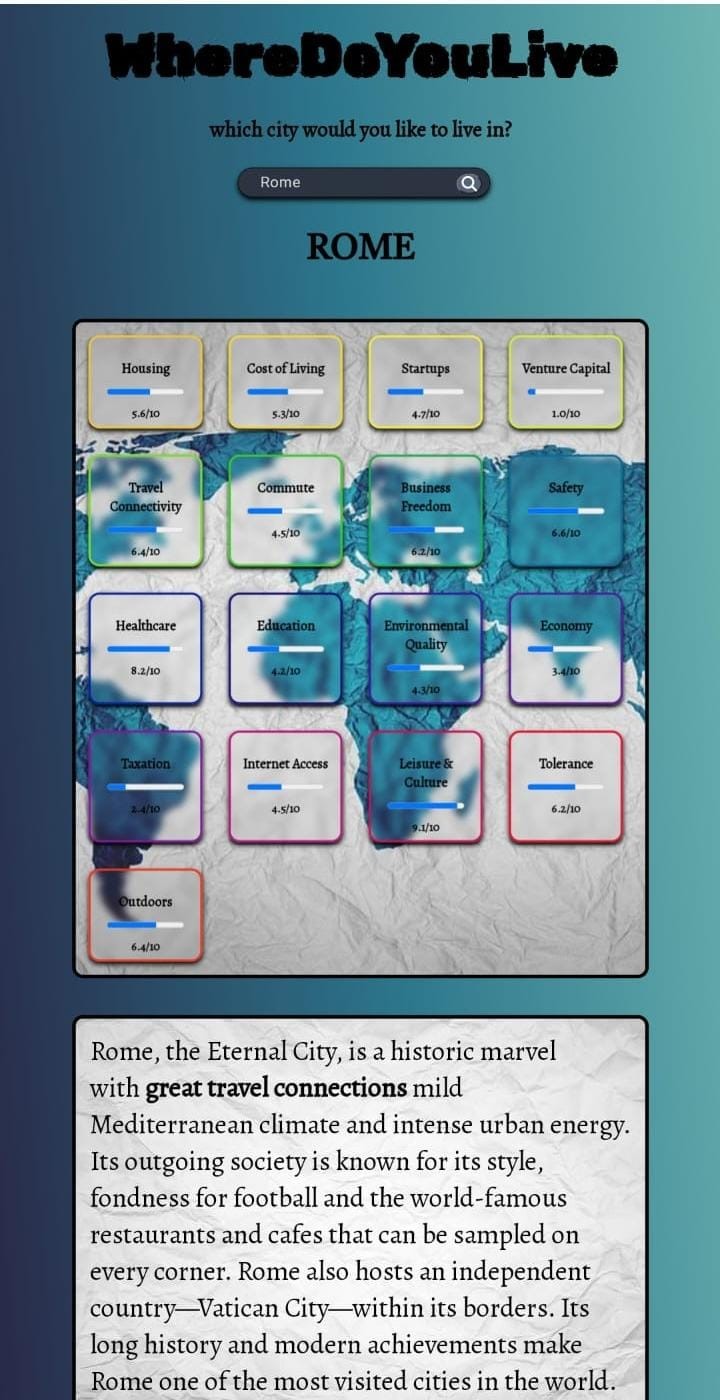 WhereDoYouLive
which city would you like to live in?
Rome
ROME
Housing
5.6/10
Cost of Living
5.3/10
Startups
4.7/10
Venture Capital
1.0/10
Travel
Connectivity
6.4/10
Commute
4.5/10
Business
Freedom
6.2/10
Safety
6.6/10
Healthcare
8.2/10
Education
4.2/10
Environmental
Quality
4.3/10
Economy
3.4/10
Taxation
2.4/10
Internet Access
4.5/10
Leisure &
Culture
9.1/10
Tolerance
6.2/10
Outdoors
6.4/10
Rome, the Eternal City, is a historic marvel
with great travel connections mild
Mediterranean climate and intense urban energy.
Its outgoing society is known for its style,
fondness for football and the world-famous
restaurants and cafes that can be sampled on
every corner. Rome also hosts an independent
country—Vatican City—within its borders. Its
long history and modern achievements make
Rome one of the most visited cities in the world.